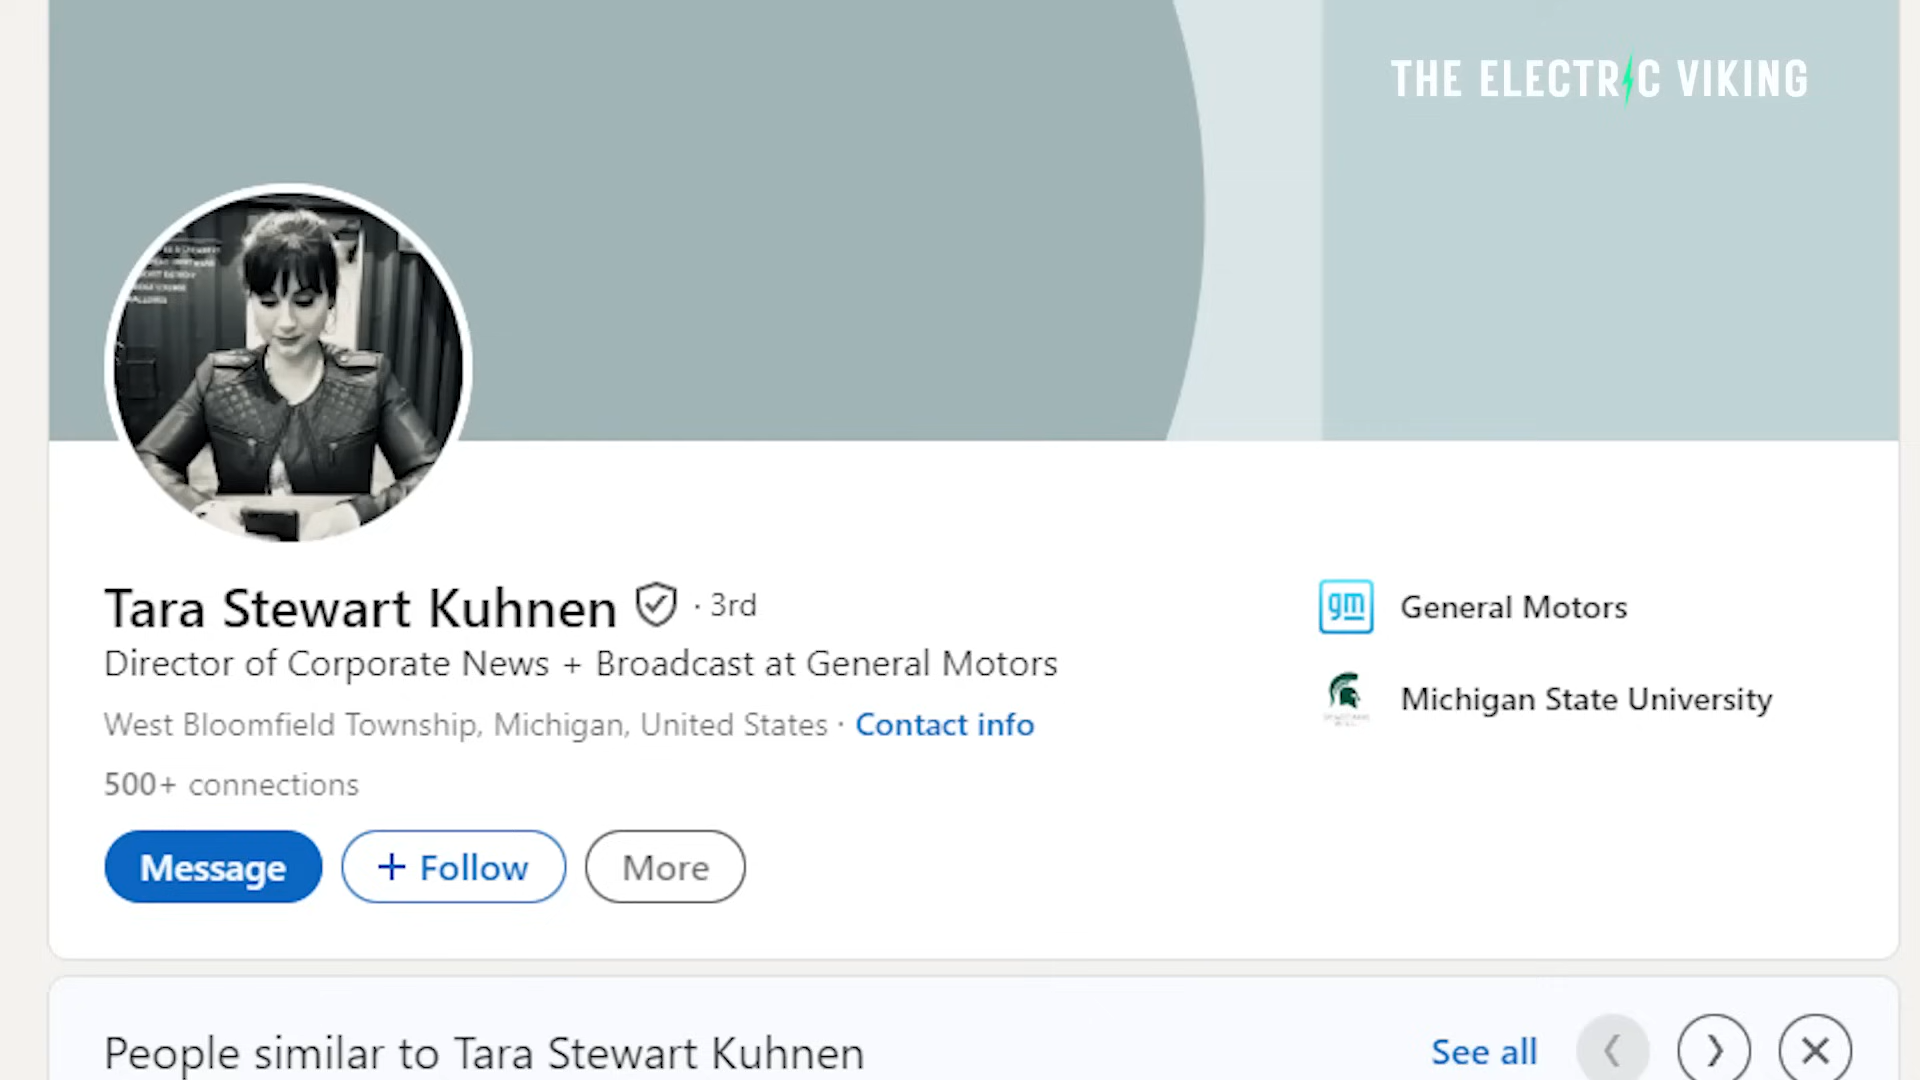 THE ELECTRIC VIKING
Tara Stewart Kuhnen · 3rd
Director of Corporate News + Broadcast at General Motors
West Bloomfield Township, Michigan, United States · Contact info
500+ connections
Message
+ Follow
More
gm
General Motors
Michigan State University
People similar to Tara Stewart Kuhnen
See all